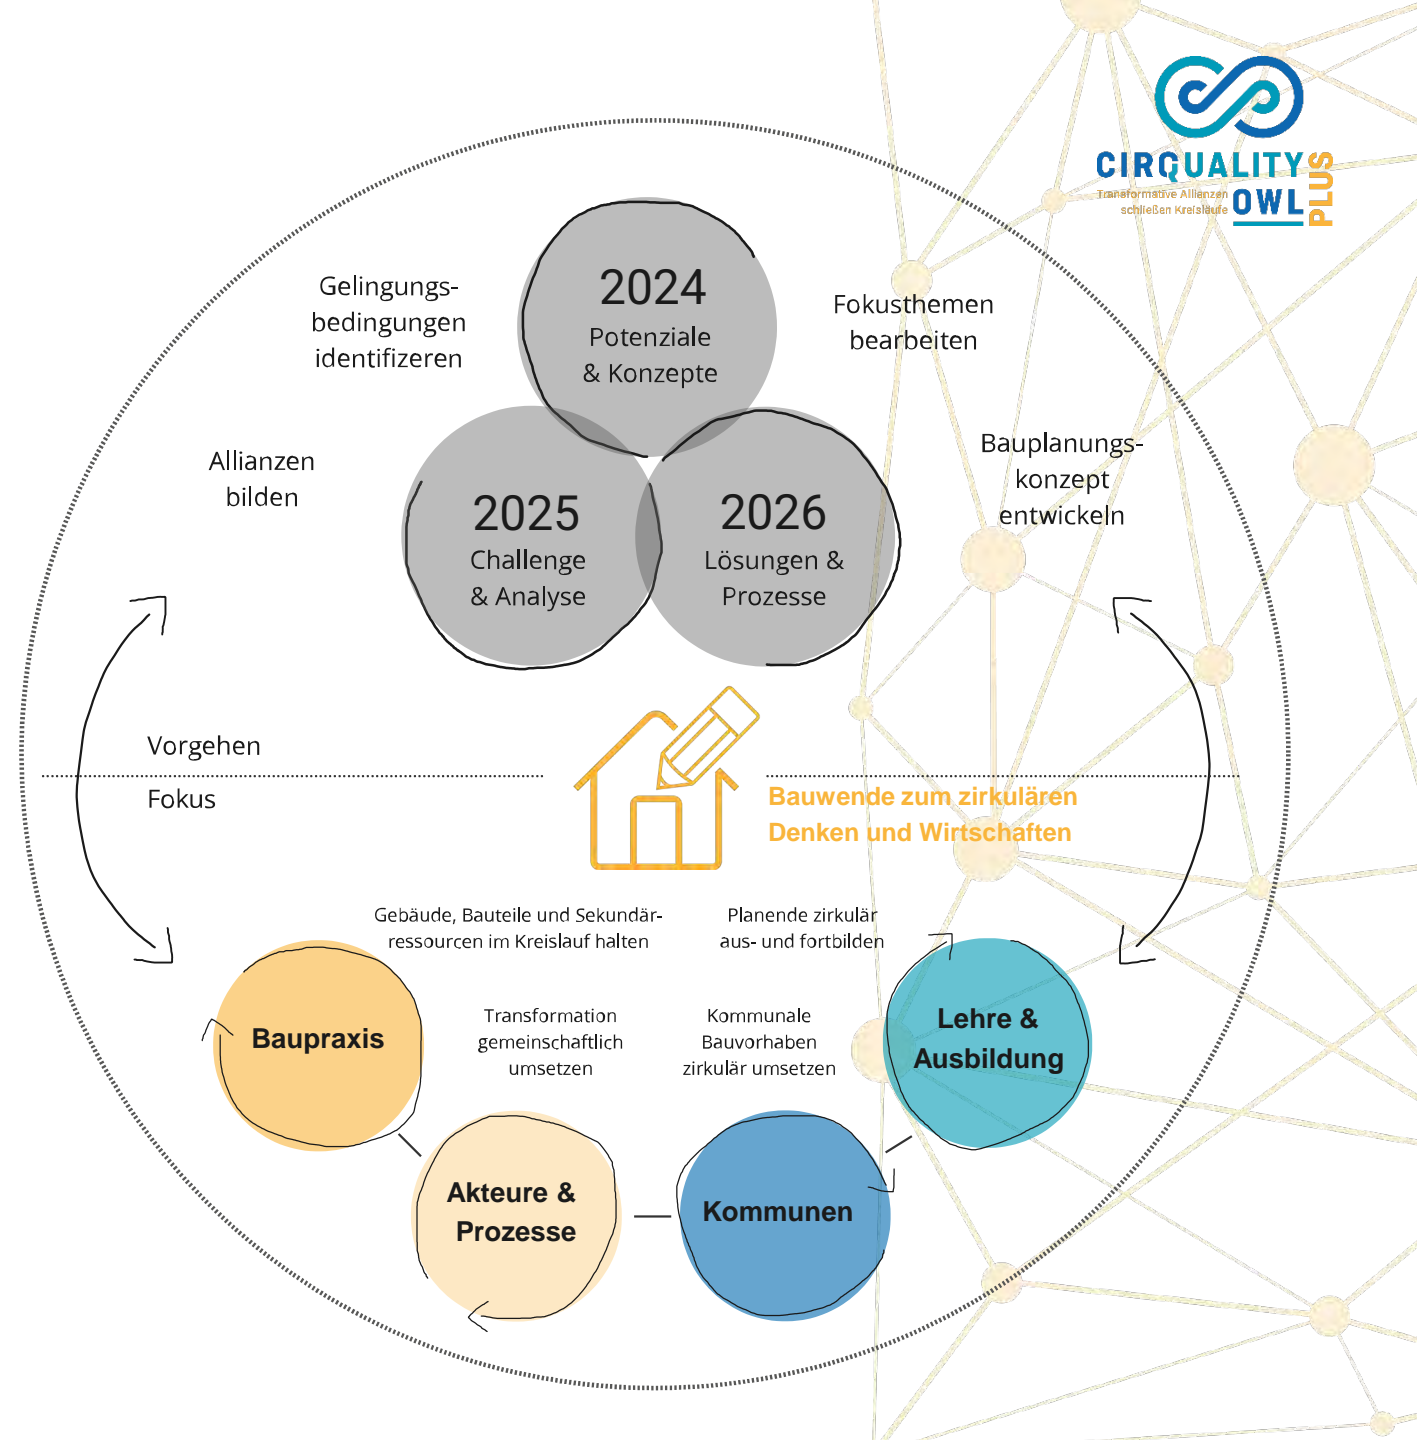 CIRQUALITY
Transformative Allianzen
schließen Kreisläufe
OWL
PLUS
2024
Potenziale
& Konzepte
Gelingungs-
bedingungen
identifizeren
Fokusthemen
bearbeiten
Allianzen
bilden
Bauplanungs-
konzept
entwickeln
2025
Challenge
& Analyse
2026
Lösungen &
Prozesse
Vorgehen
Fokus
Bauwende zum zirkulären
Denken und Wirtschaften
Gebäude, Bauteile und Sekundär-
ressourcen im Kreislauf halten
Planende zirkulär
aus- und fortbilden
Baupraxis
Transformation
gemeinschaftlich
umsetzen
Kommunale
Bauvorhaben
zirkulär umsetzen
Lehre &
Ausbildung
Akteure &
Prozesse
Kommunen